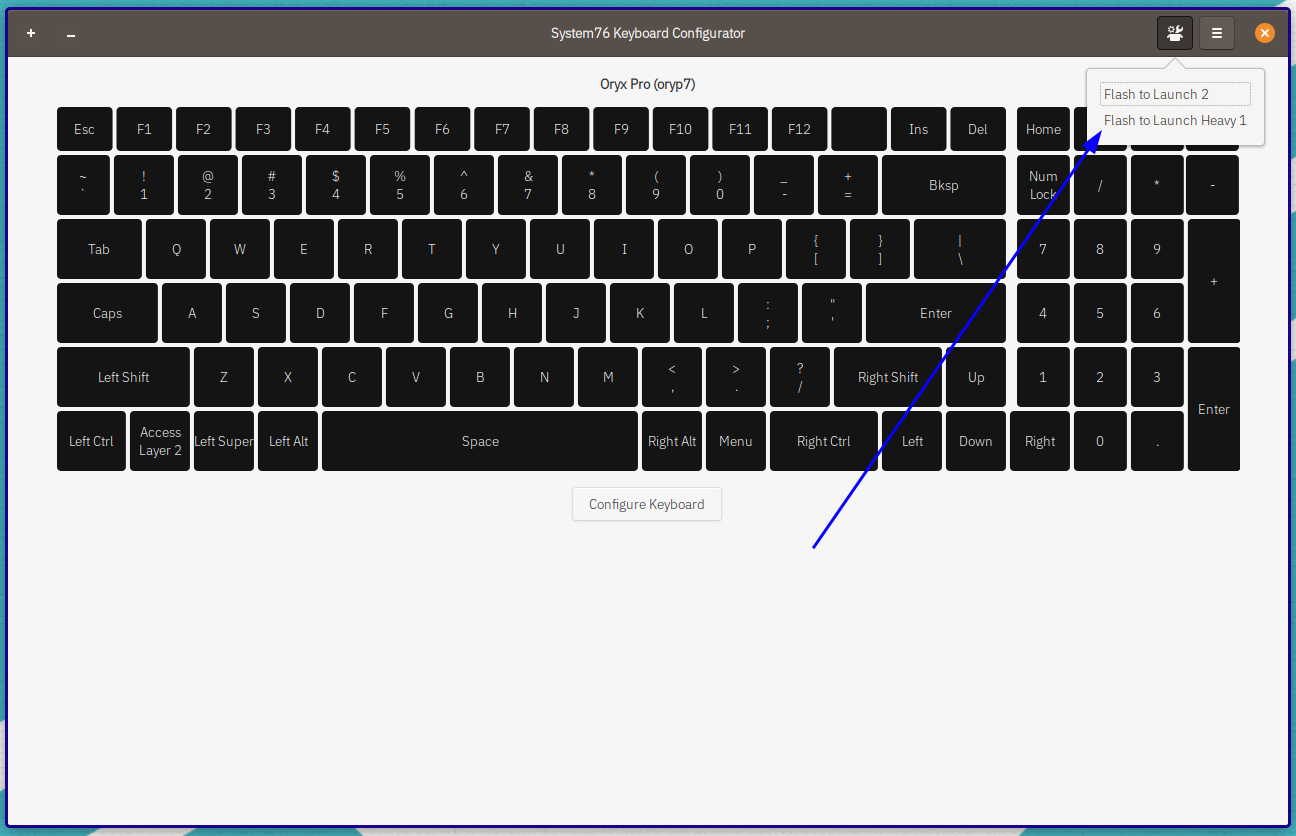 System76 Keyboard Configurator
Flash to Launch 2
Flash to Launch Heavy 1
Oryx Pro (oryp7)
Esc F1 F2 F3 F4 F5 F6 F7 F8 F9 F10 F11 F12 Ins Del Home
~ ! @ # $ % ^ & * ( ) _ + Bksp Num / * -
` 1 2 3 4 5 6 7 8 9 0 - = Lock
Tab Q W E R T Y U I O P { } | 7 8 9 +
[ ] \
Caps A S D F G H J K L : " Enter 4 5 6
; '
Left Shift Z X C V B N M < > ? Right Shift Up 1 2 3 Enter
, . /
Left Ctrl Access Left Super Left Alt Space Right Alt Menu Right Ctrl Left Down Right 0 .
Layer 2
Configure Keyboard